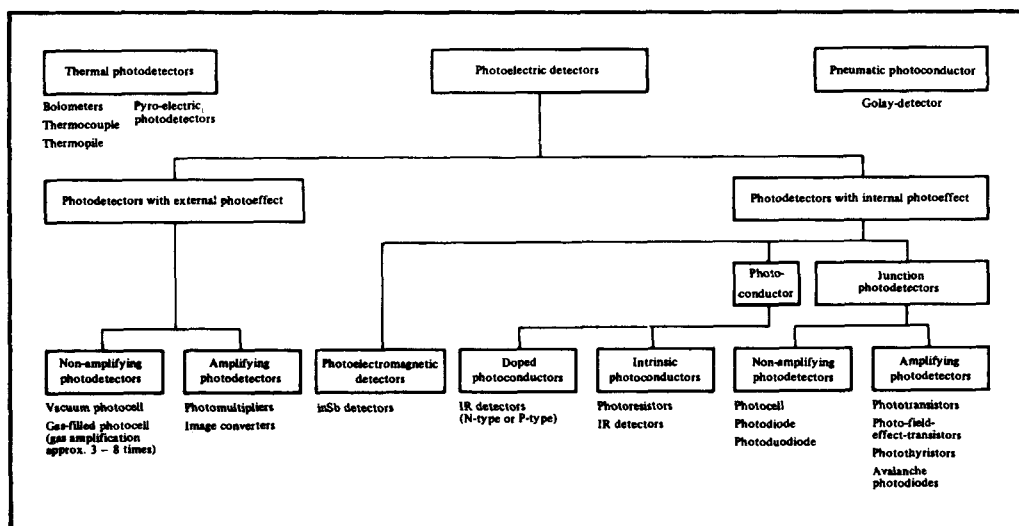 Thermal photodetectors
Photoelectric detectors
Pneumatic photoconductor
Bolometers
Thermocouple
Thermopile
Pyro-electric
photodetectors
Golay-detector
Photodetectors with external photoeffect
Photodetectors with internal photoeffect
Photo-
conductor
Junction
photodetectors
Non-amplifying
photodetectors
Amplifying
photodetectors
Photoelectromagnetic
detectors
Doped
photoconductors
Intrinsic
photoconductors
Non-amplifying
photodetectors
Amplifying
photodetectors
Vacuum photocell
Gas-filled photocell
(gas amplification
approx. 3 – 8 times)
Photomultipliers
Image converters
inSb detectors
IR detectors
(N-type or P-type)
Photoresistors
IR detectors
Photocell
Photodiode
Photoduodiode
Phototransistors
Photo-field-
effect-transistors
Photothyristors
Avalanche
photodiodes